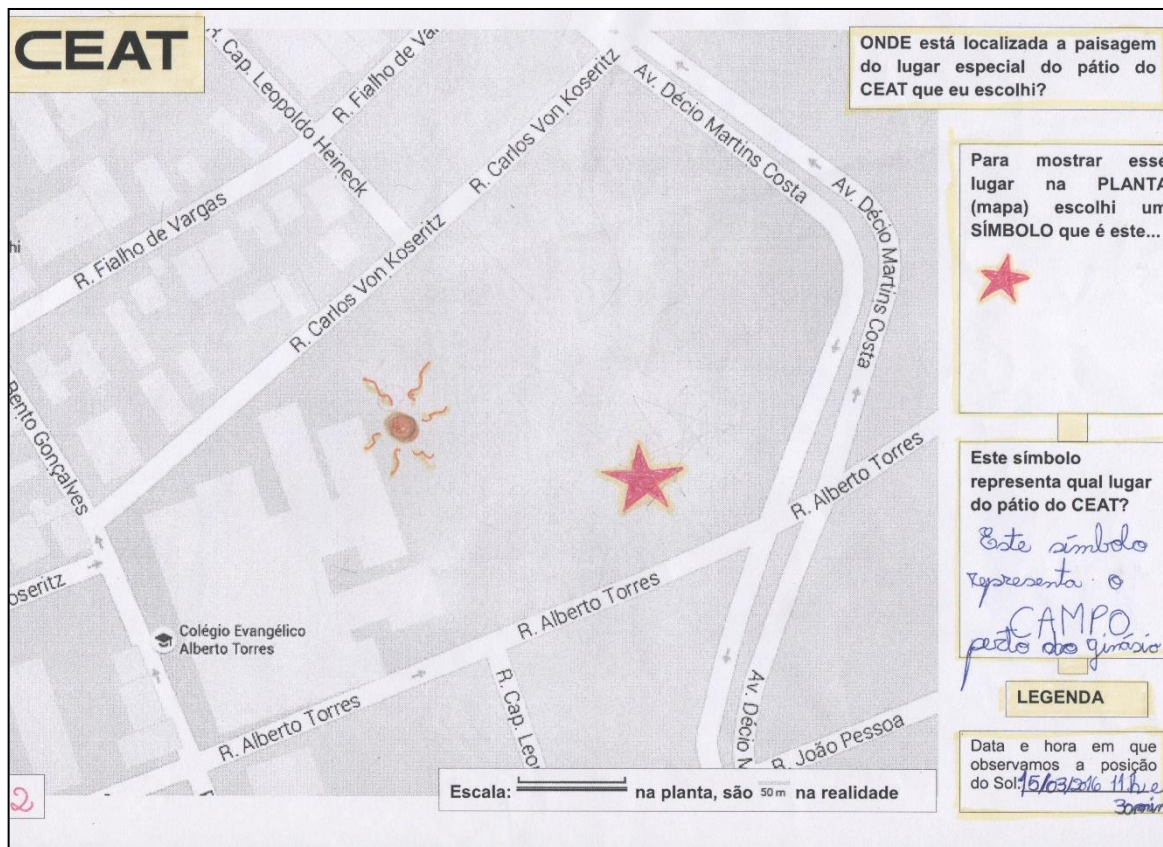 CEAT
R. Cap. Leopoldo Heineck
R. Fialho de Va
R. Fialho de Vargas
hi
R. Carlos Von Koseritz
R. Carlos Von Koseritz
Av. Décio Martins Costa
Av. Décio Martins Costa
Bento Gonçalves
oseritz
Colégio Evangélico
Alberto Torres
R. Alberto Torres
R. Alberto Torres
R. Alberto Torres
R. Cap. Leo
Av. Décio M
R. João Pessoa
Escala: na planta, são 50 m na realidade
2
ONDE está localizada a paisagem
do lugar especial do pátio do
CEAT que eu escolhi?
Para mostrar esse
lugar na PLANTA
(mapa) escolhi um
SÍMBOLO que é este...
Este símbolo
representa qual lugar
do pátio do CEAT?
Este símbolo
representa o
CAMPO
perto do ginásio
LEGENDA
Data e hora em que
observamos a posição
do Sol: 15/03/2016 11h e
30min